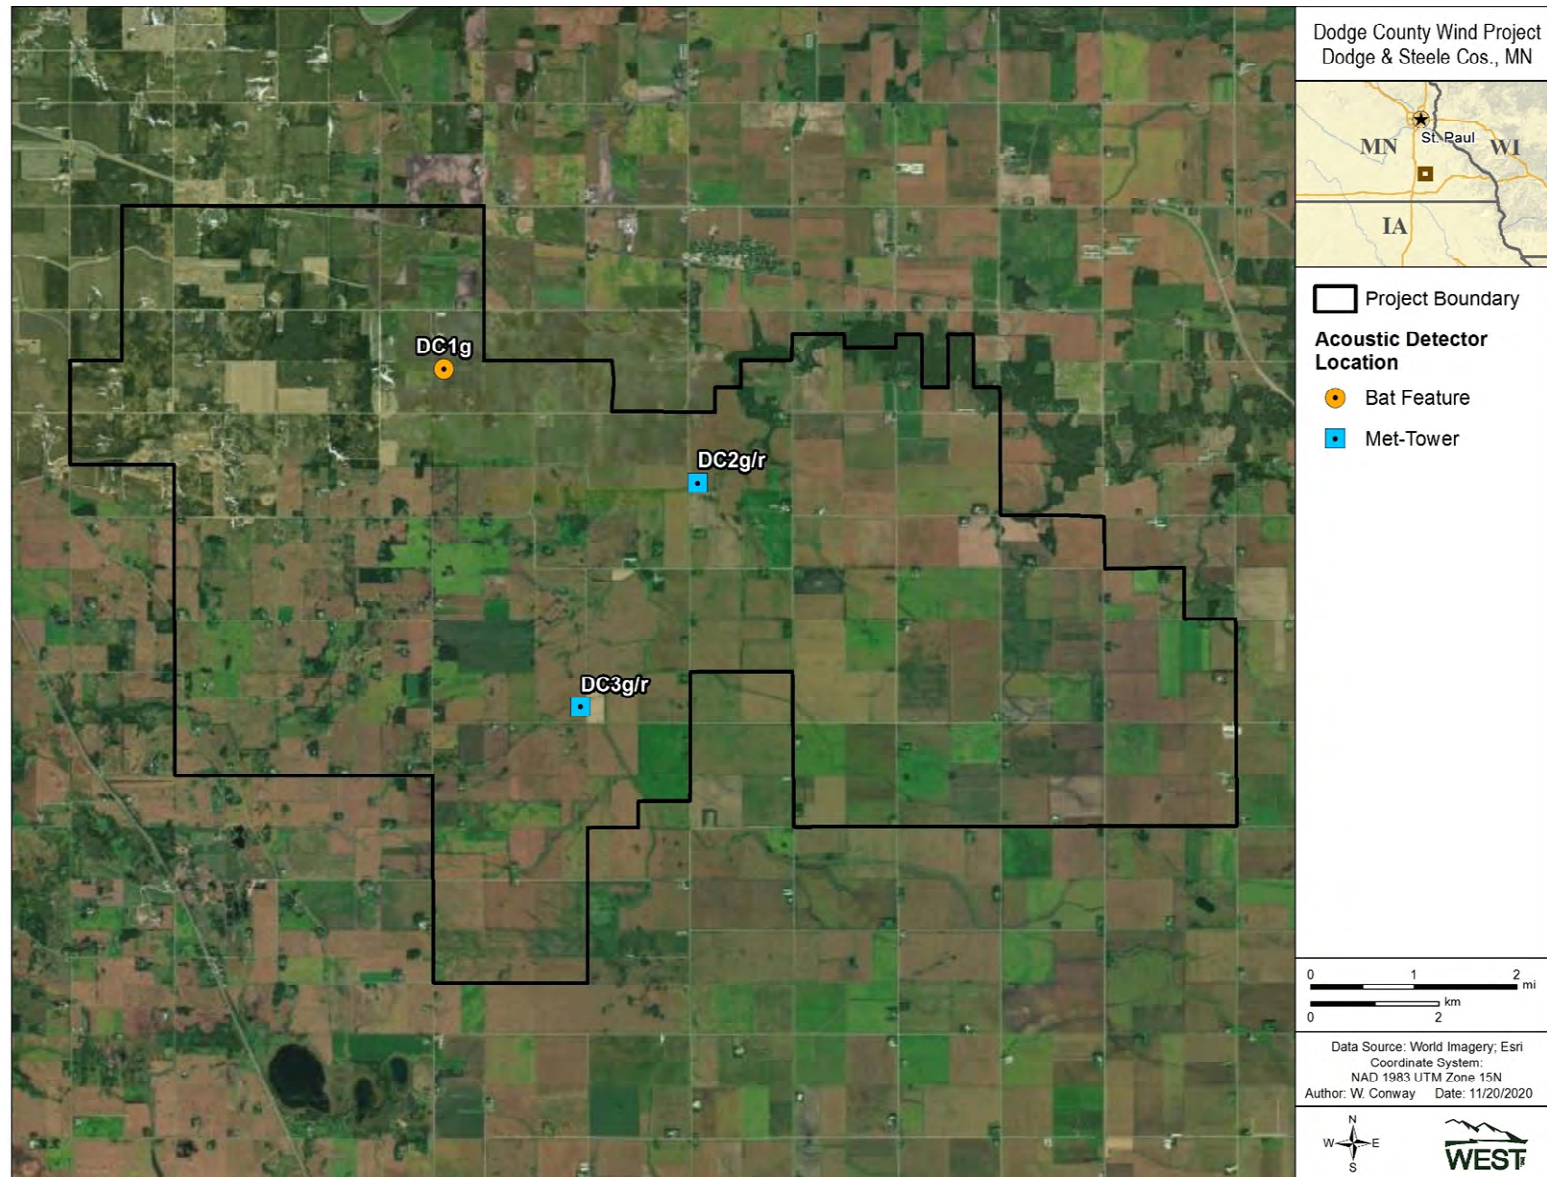 Dodge County Wind Project
Dodge & Steele Cos., MN
St. Paul
MN
WI
IA
Project Boundary
Acoustic Detector
Location
Bat Feature
Met-Tower
DC1g
DC2g/r
DC3g/r
0 1 2
mi
km
0 2
Data Source: World Imagery; Esri
Coordinate System:
NAD 1983 UTM Zone 15N
Author: W. Conway Date: 11/20/2020
N
W E
S
WEST